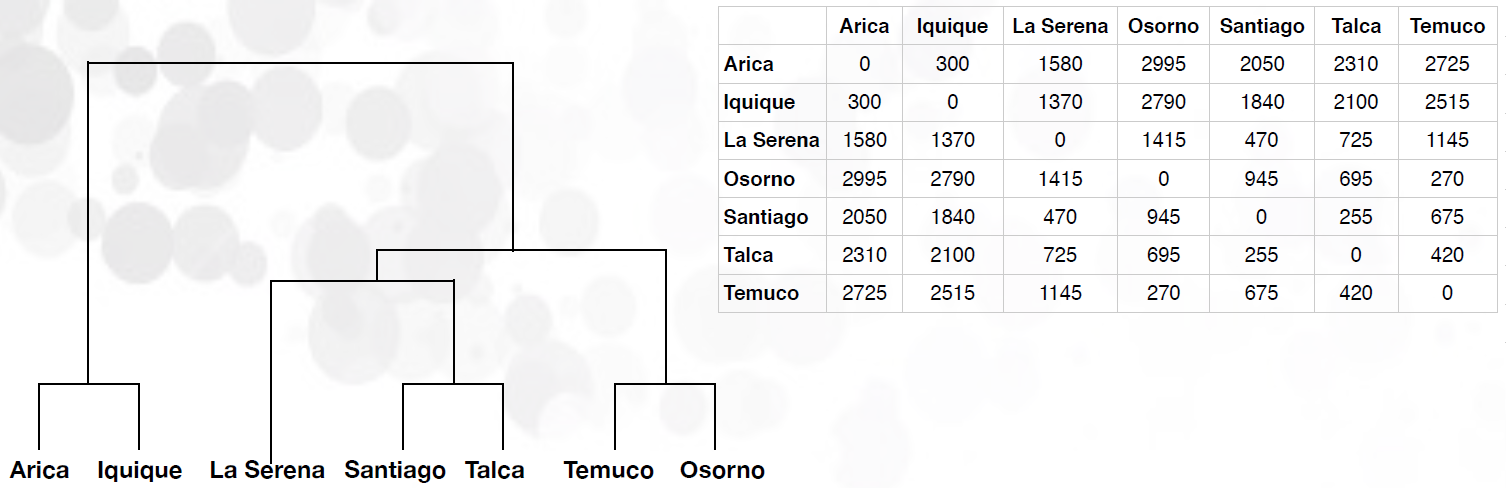 Arica Iquique La Serena Osorno Santiago Talca Temuco
Arica 0 300 1580 2995 2050 2310 2725
Iquique 300 0 1370 2790 1840 2100 2515
La Serena 1580 1370 0 1415 470 725 1145
Osorno 2995 2790 1415 0 945 695 270
Santiago 2050 1840 470 945 0 255 675
Talca 2310 2100 725 695 255 0 420
Temuco 2725 2515 1145 270 675 420 0
Arica Iquique La Serena Santiago Talca Temuco Osorno